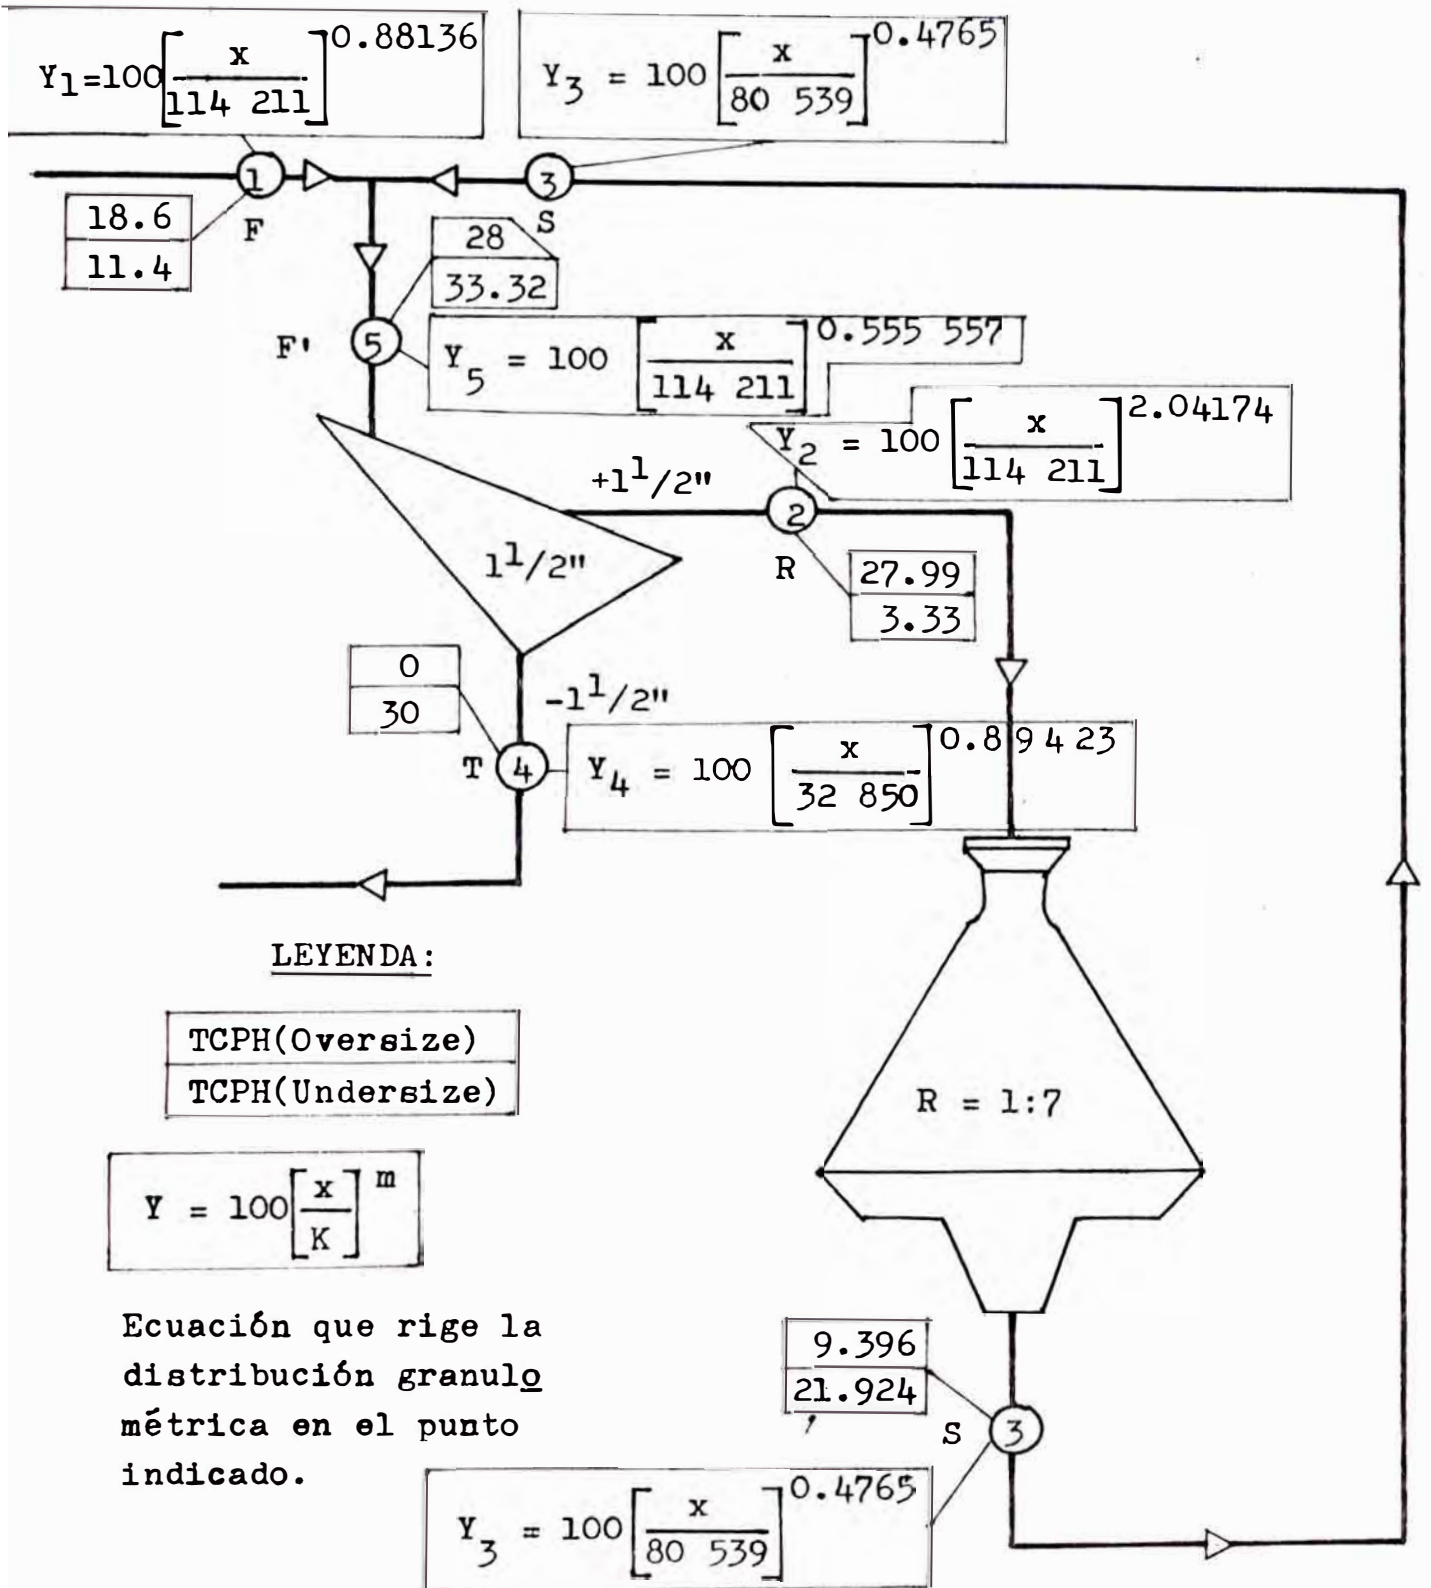 Y1=100[x/114 211]^0.88136
Y3 = 100[x/80 539]^0.4765
1
3
18.6
11.4
F
S
28
33.32
F'
5
Y5 = 100[x/114 211]^0.555 557
Y2 = 100[x/114 211]^2.04174
+1 1/2"
2
1 1/2"
R
27.99
3.33
0
30
-1 1/2"
T
4
Y4 = 100[x/32 850]^0.89423
LEYENDA:
TCPH(Oversize)
TCPH(Undersize)
R = 1:7
Y = 100[x/K]^m
Ecuación que rige la
distribución granulo
métrica en el punto
indicado.
9.396
21.924
S
3
Y3 = 100[x/80 539]^0.4765